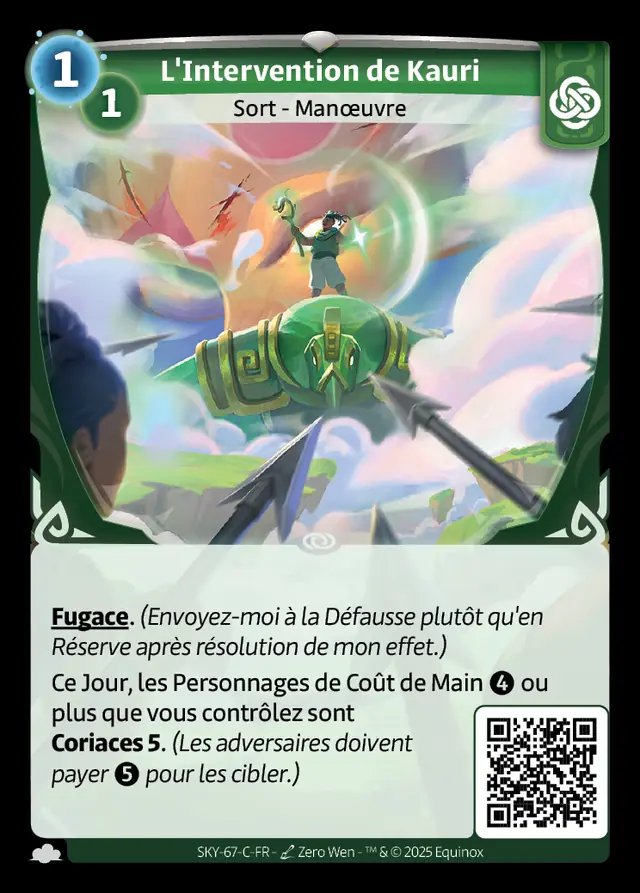 1
1
L'Intervention de Kauri
Sort - Manœuvre
Fugace. (Envoyez-moi à la Défausse plutôt qu'en
Réserve après résolution de mon effet.)
Ce Jour, les Personnages de Coût de Main 4 ou
plus que vous contrôlez sont
Coriaces 5. (Les adversaires doivent
payer 5 pour les cibler.)
SKY-67-C-FR - Zero Wen - ™ & © 2025 Equinox